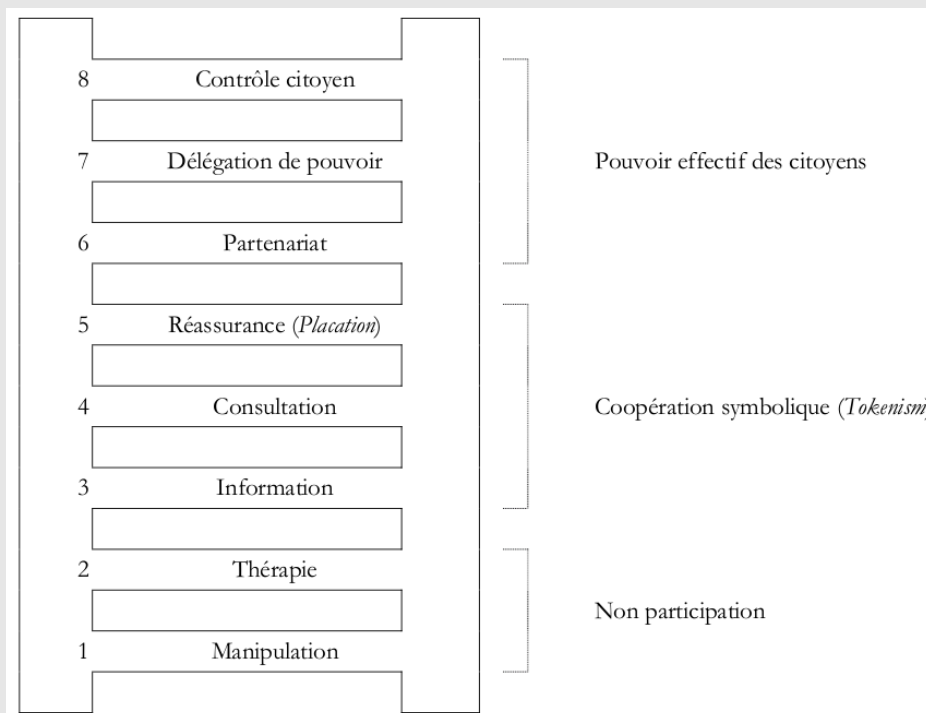 8 Contrôle citoyen
7 Délégation de pouvoir Pouvoir effectif des citoyens
6 Partenariat
5 Réassurance (Placation)
4 Consultation Coopération symbolique (Tokenism)
3 Information
2 Thérapie
Non participation
1 Manipulation